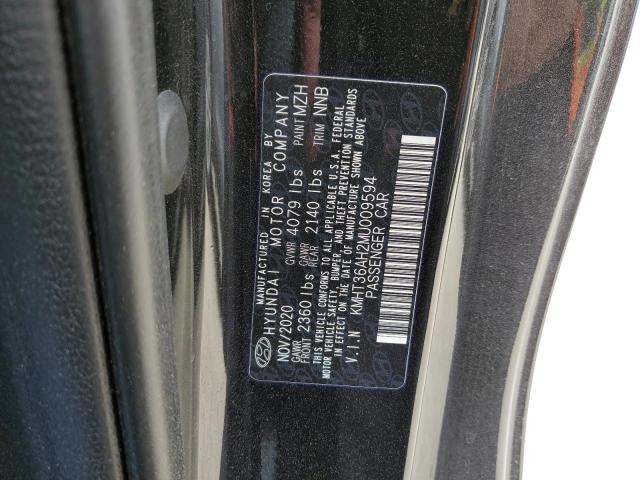 MANUFACTURED IN KOREA BY
HYUNDAI MOTOR COMPANY
NOV/2020 GVWR 4079 lbs PAINT MZH
GAWR FRONT 2360 lbs GAWR REAR 2140 lbs TRIM NNB
THIS VEHICLE CONFORMS TO ALL APPLICABLE U.S.A. FEDERAL
MOTOR VEHICLE SAFETY, BUMPER, AND THEFT PREVENTION STANDARDS
IN EFFECT ON THE DATE OF MANUFACTURE SHOWN ABOVE
V.I.N KMHT36AH2MU009594
PASSENGER CAR